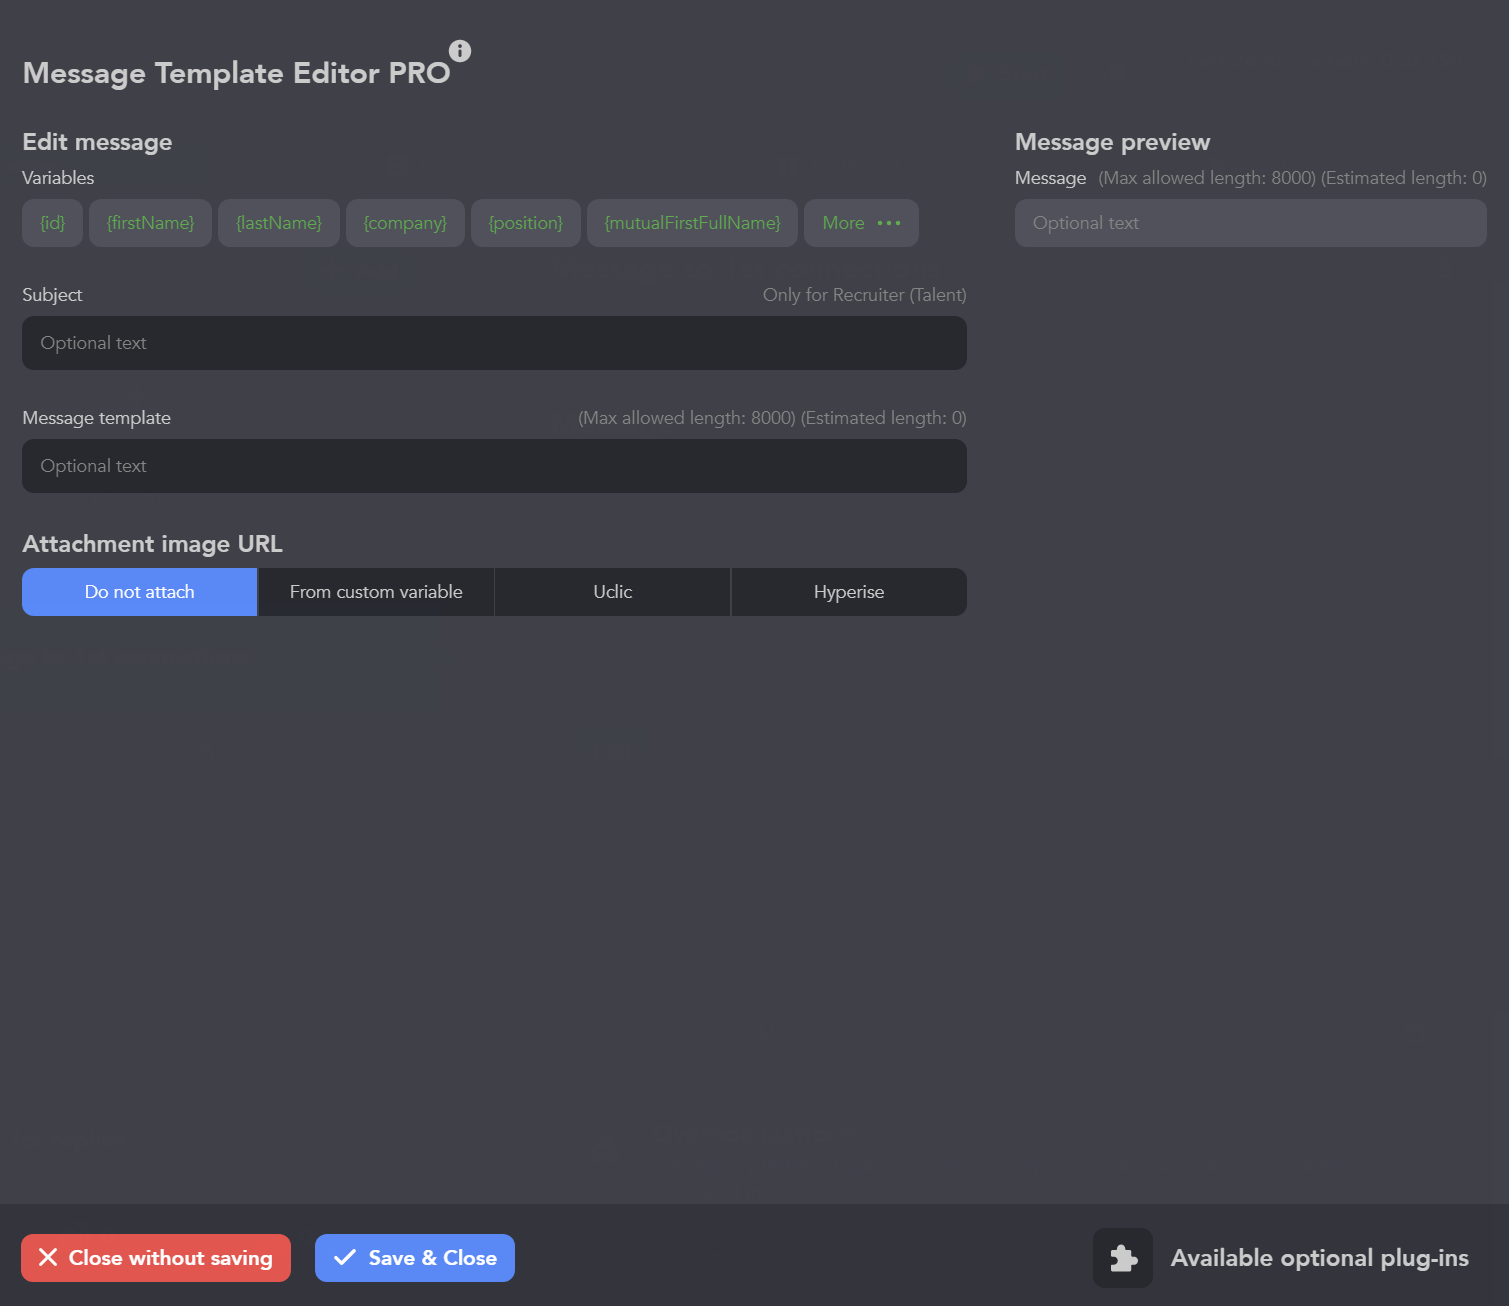 Message Template Editor PRO
Edit message
Variables
{id} {firstName} {lastName} {company} {position} {mutualFirstFullName} More
Subject Only for Recruiter (Talent)
Optional text
Message template (Max allowed length: 8000) (Estimated length: 0)
Optional text
Attachment image URL
Do not attach From custom variable Uclic Hyperise
Message preview
Message (Max allowed length: 8000) (Estimated length: 0)
Optional text
Close without saving Save & Close Available optional plug-ins